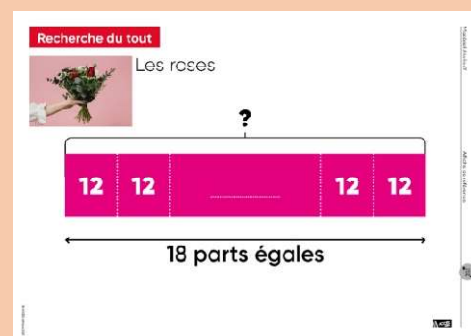 Recherche du tout
Les roses
?
12 12 12 12
18 parts égales